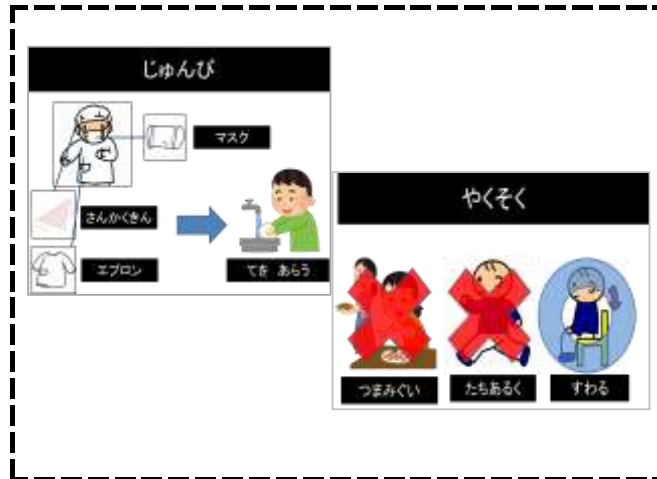 じゅんび
マスク
さんかくきん
エプロン
てを あらう
やくそく
つまみぐい
たちあるく
すわる